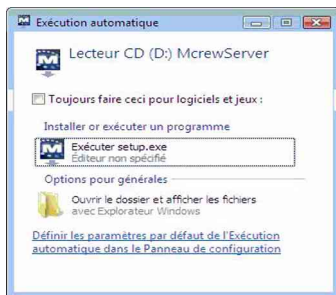 Exécution automatique
Lecteur CD (D:) McrewServer
Toujours faire ceci pour logiciels et jeux :
Installer or exécuter un programme
Exécuter setup.exe
Éditeur non spécifié
Options pour générales
Ouvrir le dossier et afficher les fichiers
avec Explorateur Windows
Définir les paramètres par défaut de l'Exécution
automatique dans le Panneau de configuration